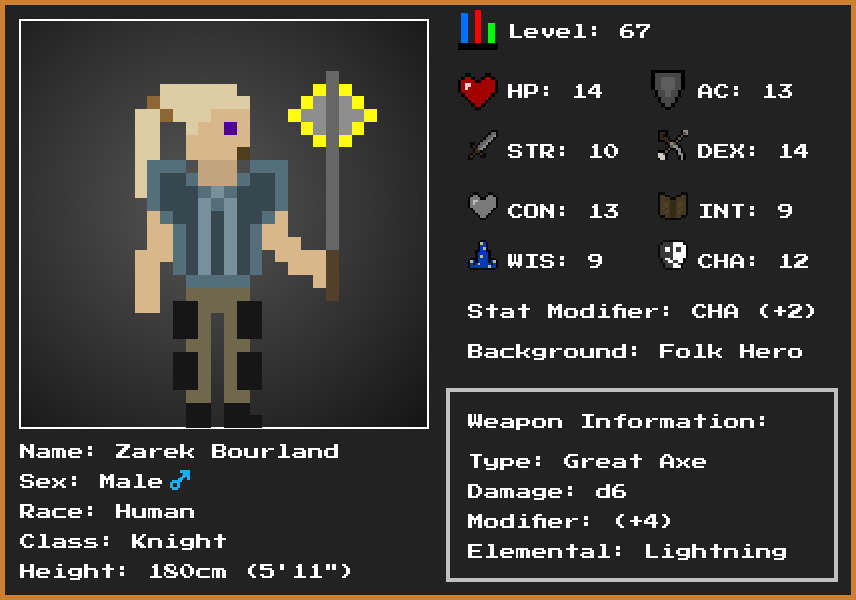 Level: 67
HP: 14 AC: 13
STR: 10 DEX: 14
CON: 13 INT: 9
WIS: 9 CHA: 12
Stat Modifier: CHA (+2)
Background: Folk Hero
Weapon Information:
Type: Great Axe
Damage: d6
Modifier: (+4)
Elemental: Lightning
Name: Zarek Bourland
Sex: Male♂
Race: Human
Class: Knight
Height: 180cm (5'11")